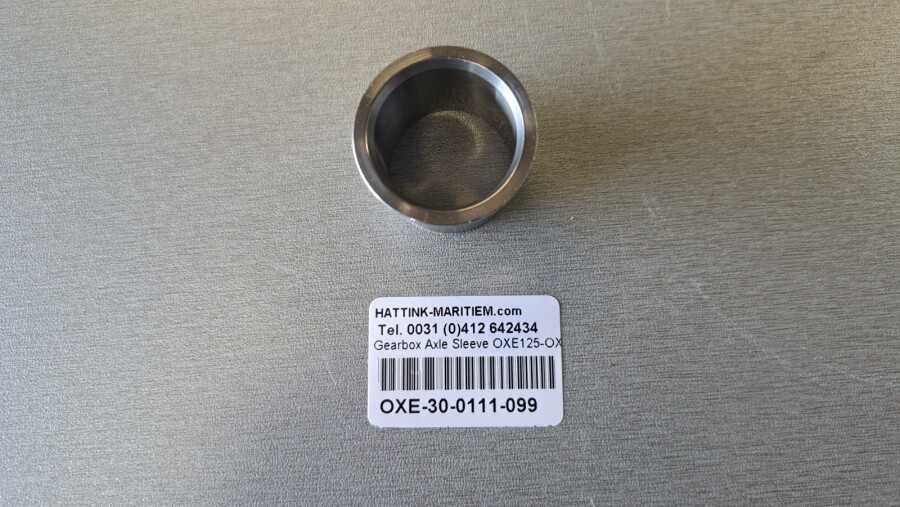 HATTINK-MARITIEM.com
Tel. 0031 (0)412 642434
Gearbox Axle Sleeve OXE125-OX
OXE-30-0111-099